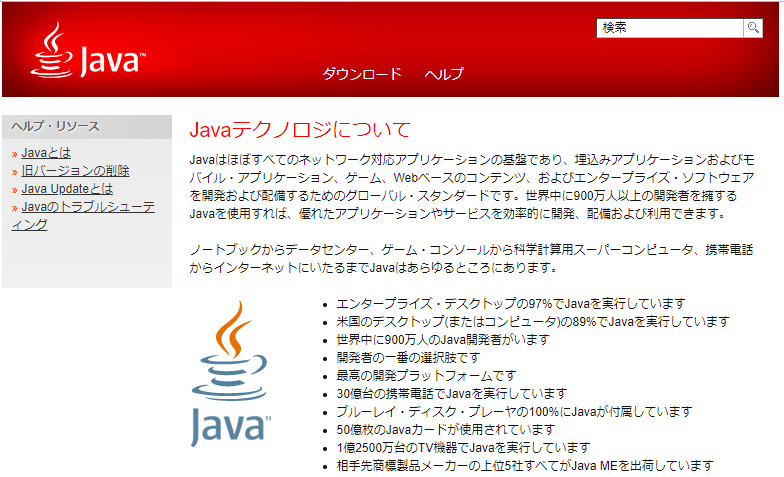 Java™
検索
ダウンロード ヘルプ
ヘルプ・リソース
» Javaとは
» 旧バージョンの削除
» Java Updateとは
» Javaのトラブルシューテ
ィング
Javaテクノロジについて
Javaはほぼすべてのネットワーク対応アプリケーションの基盤であり、埋込みアプリケーションおよびモ
バイル・アプリケーション、ゲーム、Webベースのコンテンツ、およびエンタープライズ・ソフトウェア
を開発および配備するためのグローバル・スタンダードです。世界中に900万人以上の開発者を擁する
Javaを使用すれば、優れたアプリケーションやサービスを効率的に開発、配備および利用できます。
ノートブックからデータセンター、ゲーム・コンソールから科学計算用スーパーコンピュータ、携帯電話
からインターネットにいたるまでJavaはあらゆるところにあります。
Java™
• エンタープライズ・デスクトップの97%でJavaを実行しています
• 米国のデスクトップ(またはコンピュータ)の89%でJavaを実行しています
• 世界中に900万人のJava開発者がいます
• 開発者の一番の選択肢です
• 最高の開発プラットフォームです
• 30億台の携帯電話でJavaを実行しています
• ブルーレイ・ディスク・プレーヤの100%にJavaが付属しています
• 50億枚のJavaカードが使用されています
• 1億2500万台のTV機器でJavaを実行しています
• 相手先商標製品メーカーの上位5社すべてがJava MEを出荷しています